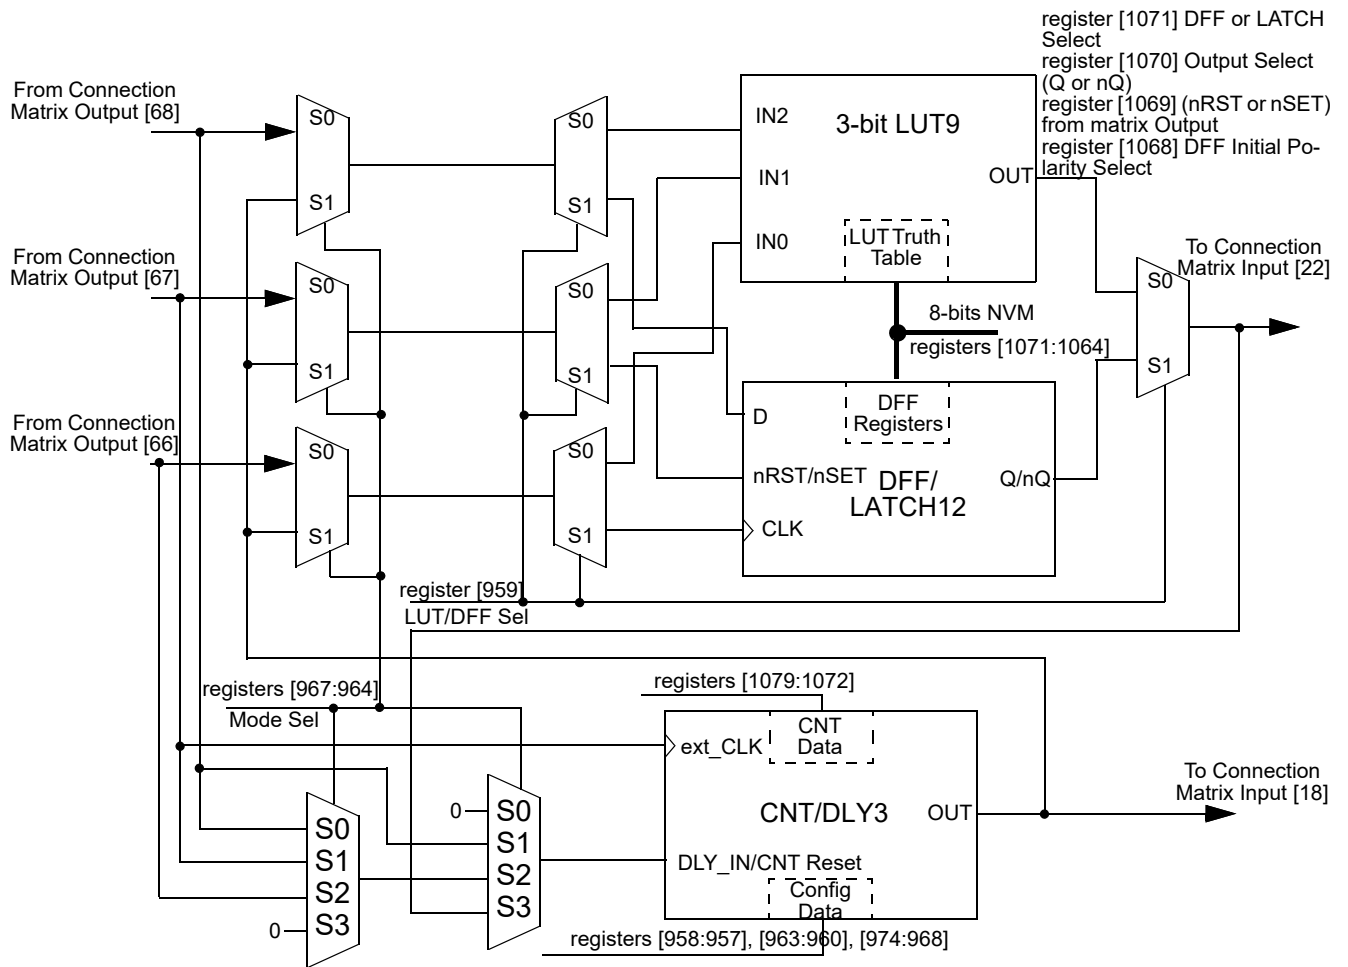 register [1071] DFF or LATCH
Select
register [1070] Output Select
(Q or nQ)
register [1069] (nRST or nSET)
from matrix Output
register [1068] DFF Initial Po-
larity Select
From Connection
Matrix Output [68]
S0
S1
S0
S1
IN2
IN1
IN0
3-bit LUT9
OUT
LUT Truth
Table
From Connection
Matrix Output [67]
S0
S1
S0
S1
8-bits NVM
registers [1071:1064]
To Connection
Matrix Input [22]
S0
S1
From Connection
Matrix Output [66]
S0
S1
S0
S1
D
nRST/nSET
CLK
DFF
Registers
DFF/
LATCH12
Q/nQ
register [959]
LUT/DFF Sel
registers [967:964]
Mode Sel
registers [1079:1072]
ext_CLK
CNT
Data
CNT/DLY3
OUT
DLY_IN/CNT Reset
Config
Data
To Connection
Matrix Input [18]
S0
S1
S2
S3
0
0
S0
S1
S2
S3
registers [958:957], [963:960], [974:968]